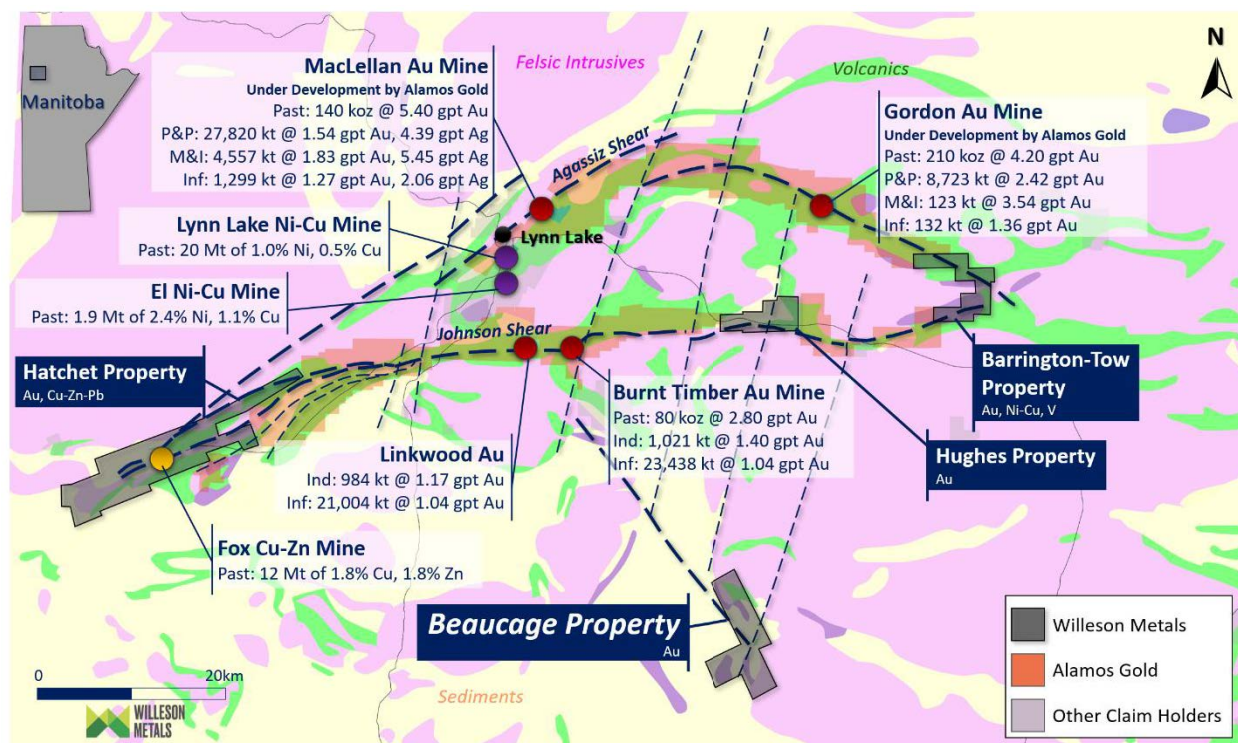 Manitoba
MacLellan Au Mine
Under Development by Alamos Gold
Past: 140 koz @ 5.40 gpt Au
P&P: 27,820 kt @ 1.54 gpt Au, 4.39 gpt Ag
M&I: 4,557 kt @ 1.83 gpt Au, 5.45 gpt Ag
Inf: 1,299 kt @ 1.27 gpt Au, 2.06 gpt Ag
Felsic Intrusives
Volcanics
N
Gordon Au Mine
Under Development by Alamos Gold
Past: 210 koz @ 4.20 gpt Au
P&P: 8,723 kt @ 2.42 gpt Au
M&I: 123 kt @ 3.54 gpt Au
Inf: 132 kt @ 1.36 gpt Au
Agassiz Shear
Lynn Lake Ni-Cu Mine
Past: 20 Mt of 1.0% Ni, 0.5% Cu
Lynn Lake
El Ni-Cu Mine
Past: 1.9 Mt of 2.4% Ni, 1.1% Cu
Johnson Shear
Hatchet Property
Au, Cu-Zn-Pb
Barrington-Tow
Property
Au, Ni-Cu, V
Burnt Timber Au Mine
Past: 80 koz @ 2.80 gpt Au
Ind: 1,021 kt @ 1.40 gpt Au
Inf: 23,438 kt @ 1.04 gpt Au
Linkwood Au
Ind: 984 kt @ 1.17 gpt Au
Inf: 21,004 kt @ 1.04 gpt Au
Hughes Property
Au
Fox Cu-Zn Mine
Past: 12 Mt of 1.8% Cu, 1.8% Zn
Beaucage Property
Au
Sediments
0 20km
WILLESON
METALS
Willeson Metals
Alamos Gold
Other Claim Holders